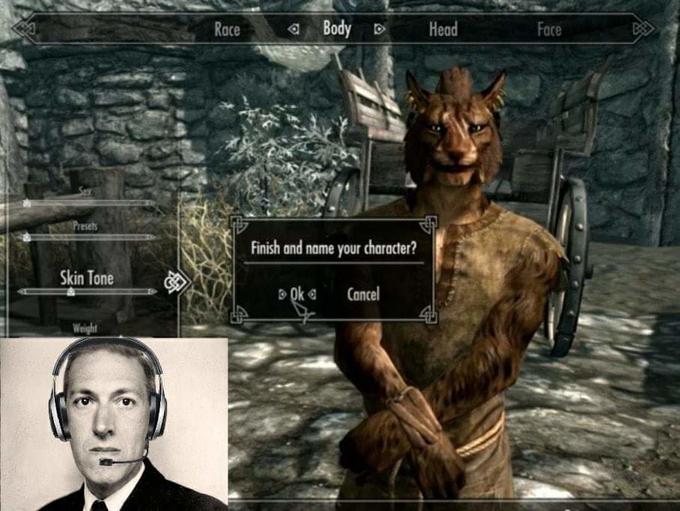 Race Body Head Face
Sex
Presets
Skin Tone
Weight
Finish and name your character?
Ok Cancel